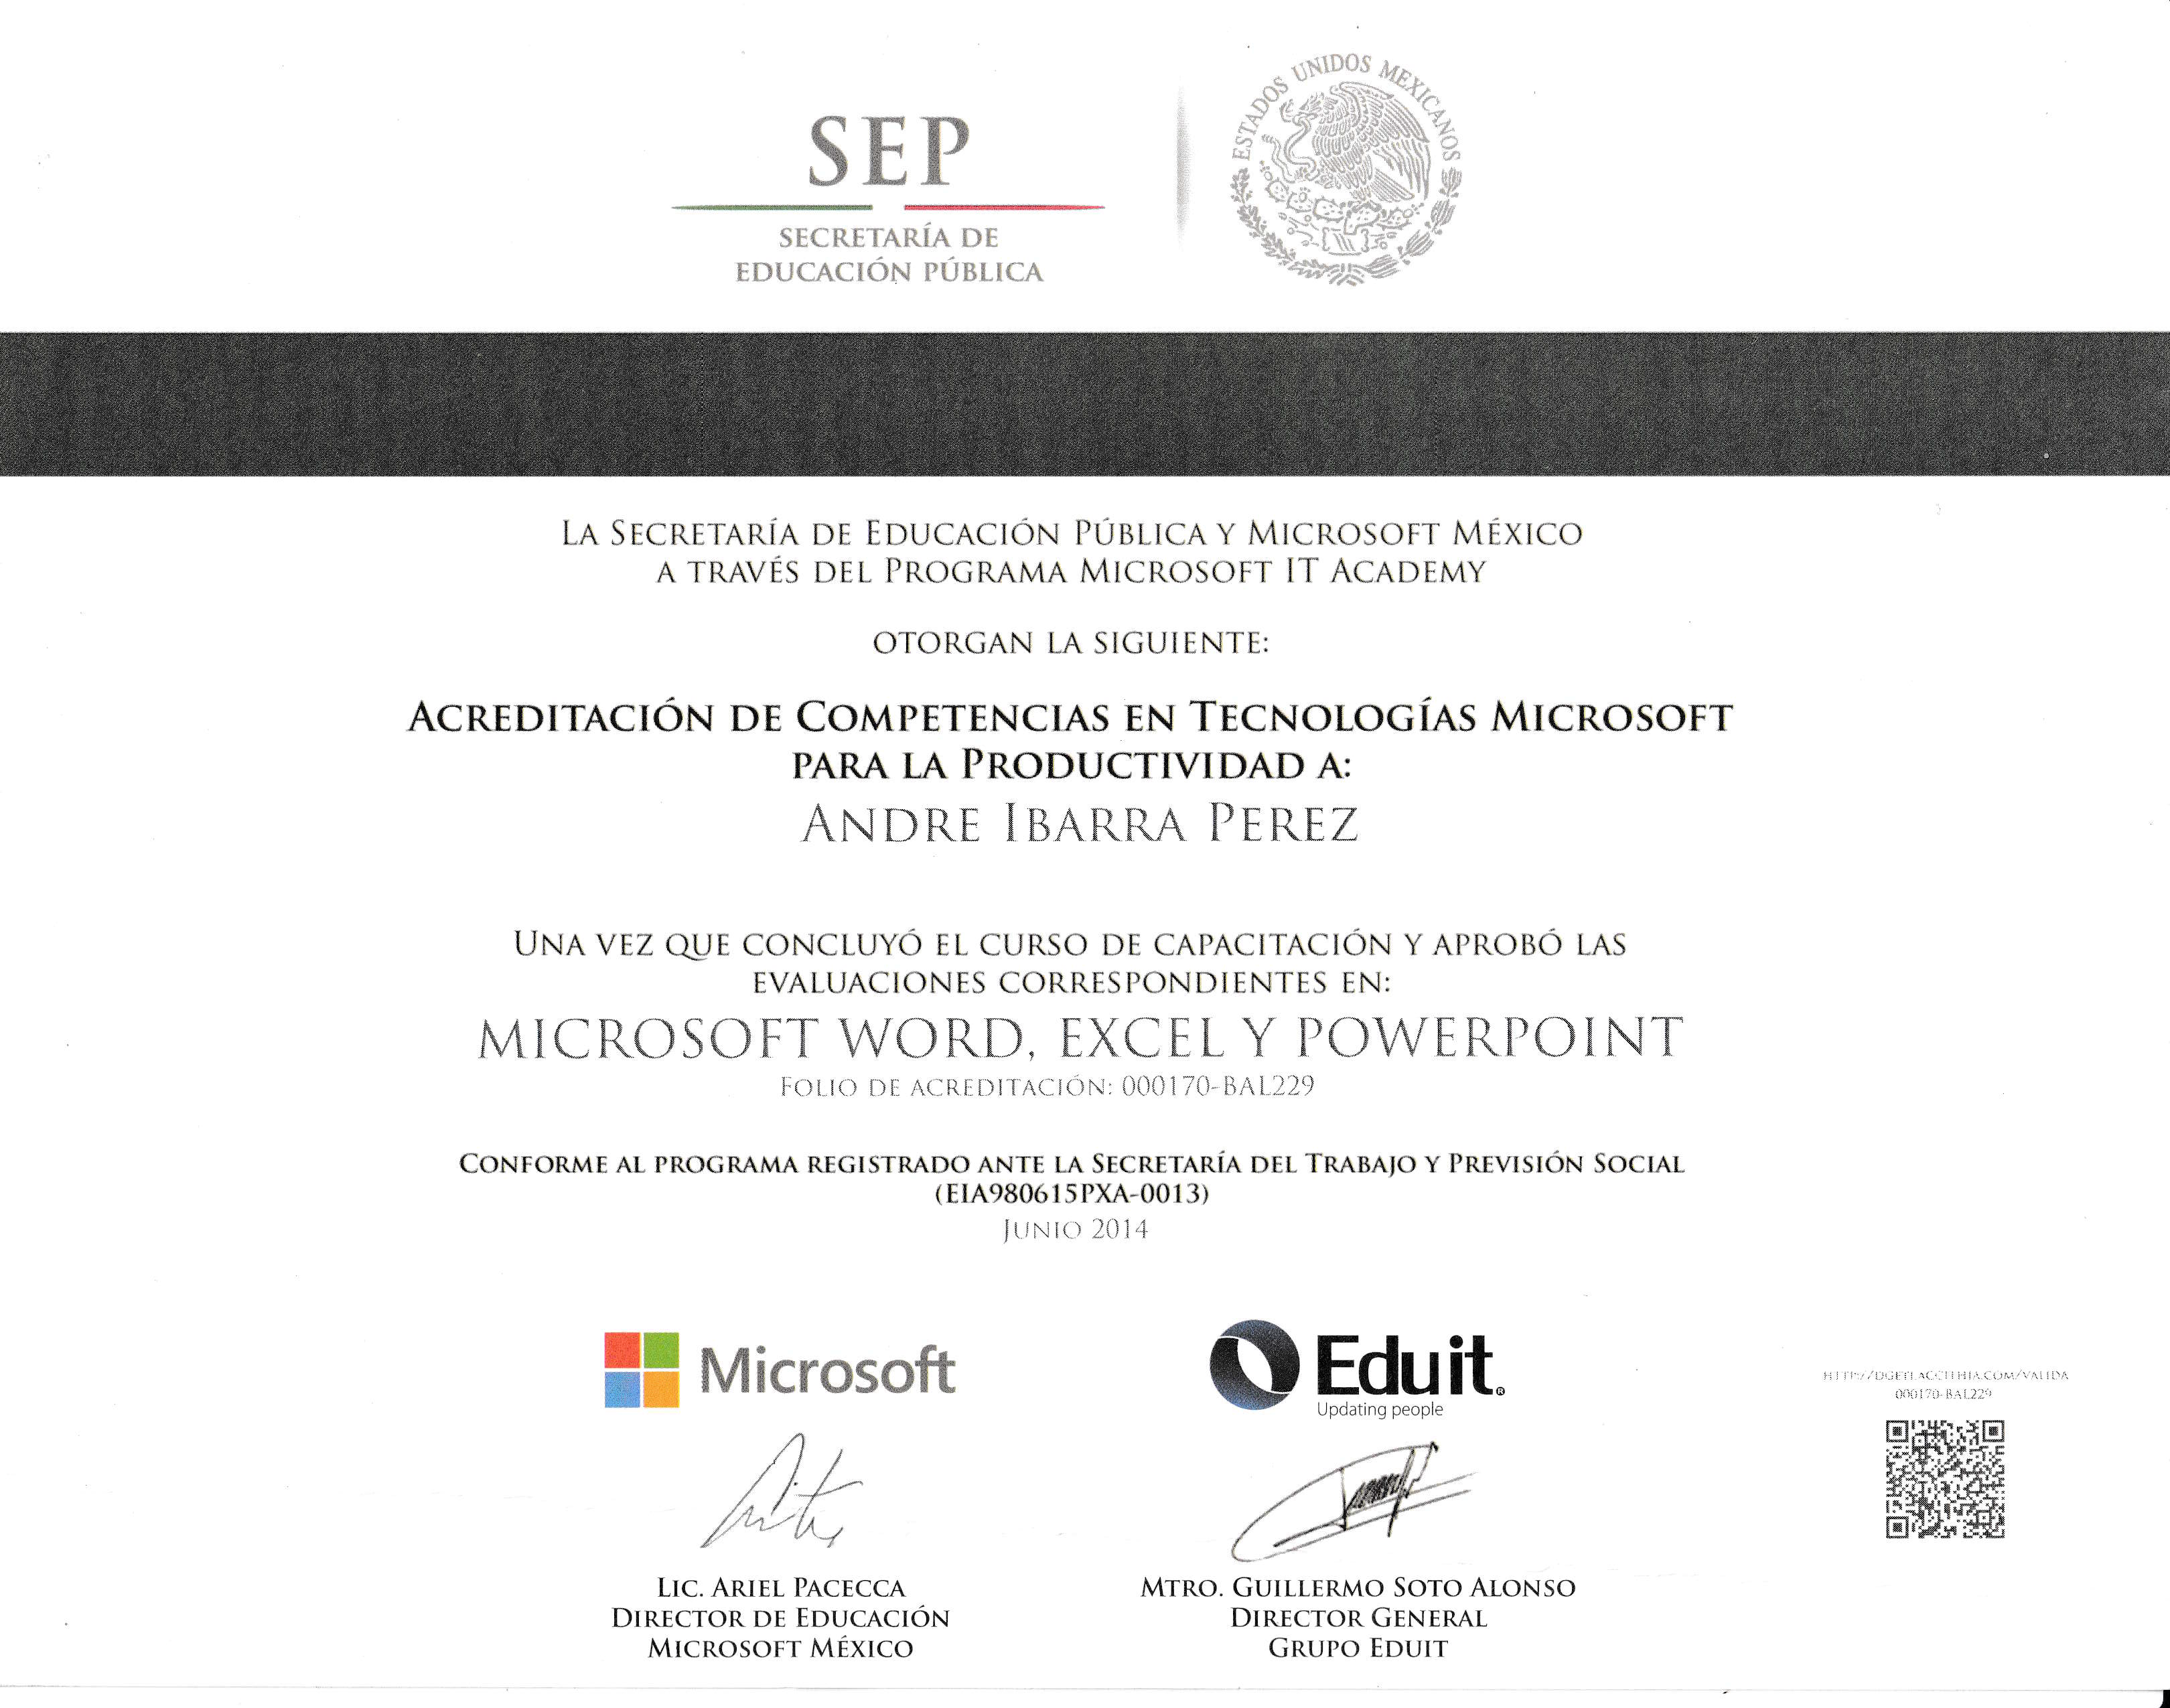 SEP
SECRETARÍA DE
EDUCACIÓN PÚBLICA
ESTADOS UNIDOS MEXICANOS
LA SECRETARÍA DE EDUCACIÓN PÚBLICA Y MICROSOFT MÉXICO
A TRAVÉS DEL PROGRAMA MICROSOFT IT ACADEMY
OTORGAN LA SIGUIENTE:
ACREDITACIÓN DE COMPETENCIAS EN TECNOLOGÍAS MICROSOFT
PARA LA PRODUCTIVIDAD A:
ANDRE IBARRA PEREZ
UNA VEZ QUE CONCLUYÓ EL CURSO DE CAPACITACIÓN Y APROBÓ LAS
EVALUACIONES CORRESPONDIENTES EN:
MICROSOFT WORD, EXCEL Y POWERPOINT
FOLIO DE ACREDITACIÓN: 000170-BAL229
CONFORME AL PROGRAMA REGISTRADO ANTE LA SECRETARÍA DEL TRABAJO Y PREVISIÓN SOCIAL
(EIA980615PXA-0013)
JUNIO 2014
Microsoft
Eduit®
Updating people
000170-BAL229
LIC. ARIEL PACECCA
DIRECTOR DE EDUCACIÓN
MICROSOFT MÉXICO
MTRO. GUILLERMO SOTO ALONSO
DIRECTOR GENERAL
GRUPO EDUIT